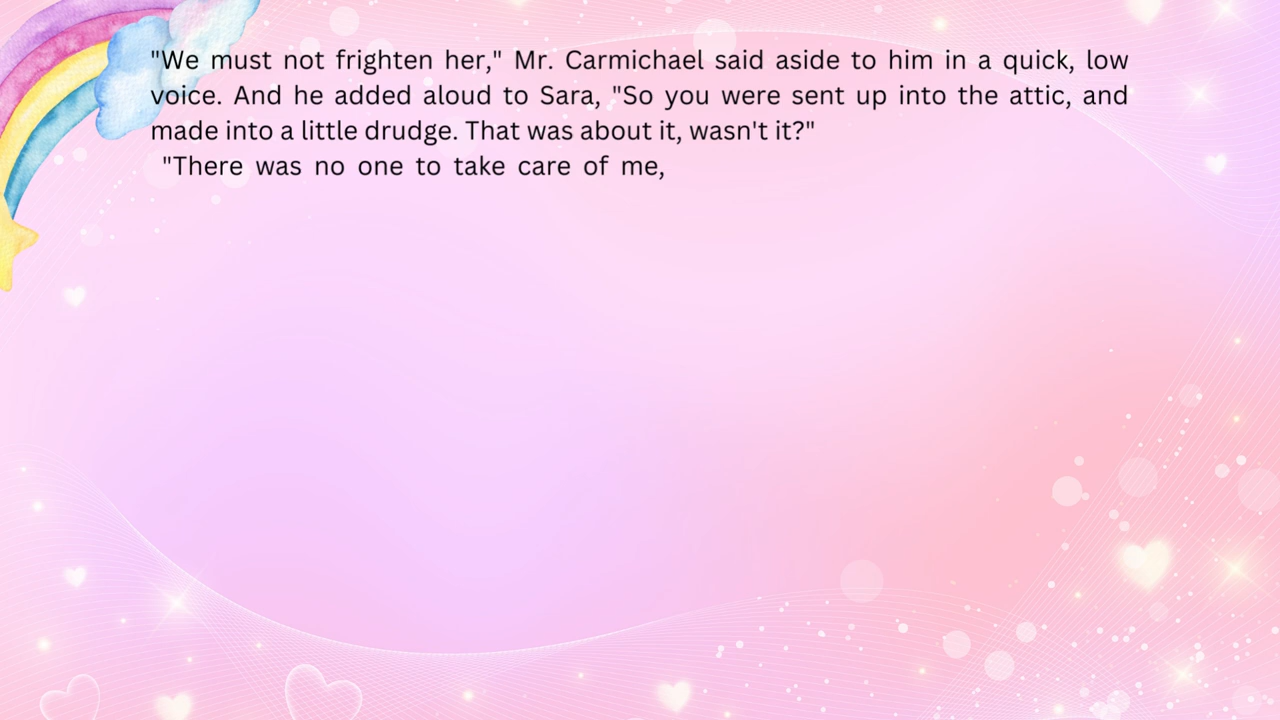 "We must not frighten her," Mr. Carmichael said aside to him in a quick, low
voice. And he added aloud to Sara, "So you were sent up into the attic, and
made into a little drudge. That was about it, wasn't it?"
"There was no one to take care of me,